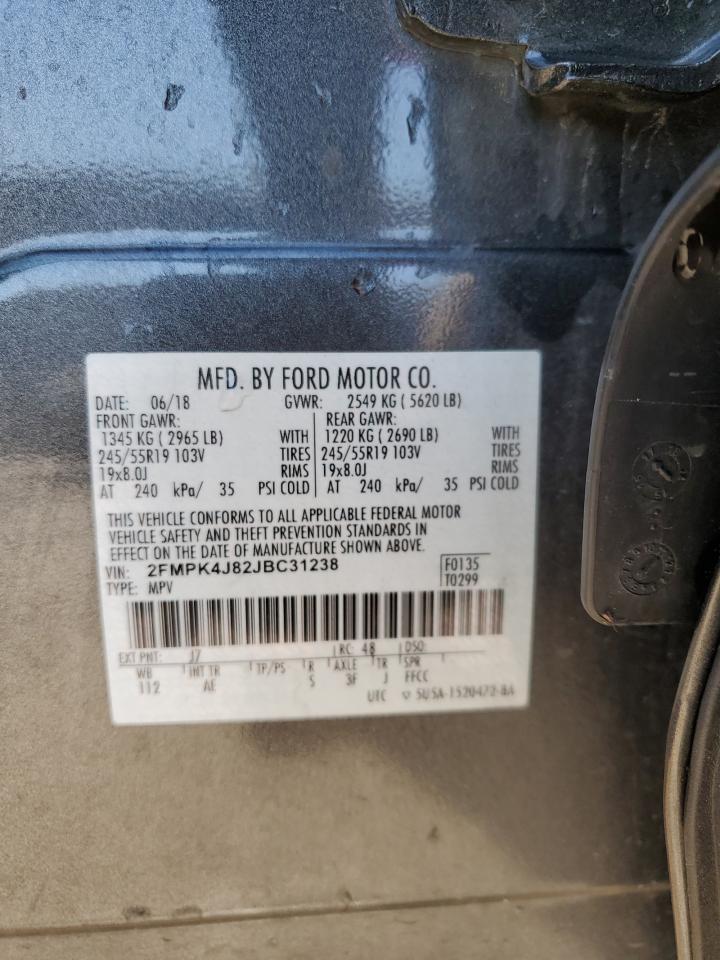 MFD. BY FORD MOTOR CO.
DATE: 06/18 GVWR: 2549 KG ( 5620 LB)
FRONT GAWR: REAR GAWR:
1345 KG ( 2965 LB) WITH 1220 KG ( 2690 LB) WITH
245/55R19 103V TIRES 245/55R19 103V TIRES
19x8.0J RIMS 19x8.0J RIMS
AT 240 kPa/ 35 PSI COLD AT 240 kPa/ 35 PSI COLD
THIS VEHICLE CONFORMS TO ALL APPLICABLE FEDERAL MOTOR
VEHICLE SAFETY AND THEFT PREVENTION STANDARDS IN
EFFECT ON THE DATE OF MANUFACTURE SHOWN ABOVE.
VIN: 2FMPK4J82JBC31238 F0135
TYPE: MPV T0299
EXT PNT: J7 RC: 48 DSO:
WB INT TR TP/PS R AXLE TR SPR
112 AE S 3F J FFCC
UTC 5U5A-1520472-BA